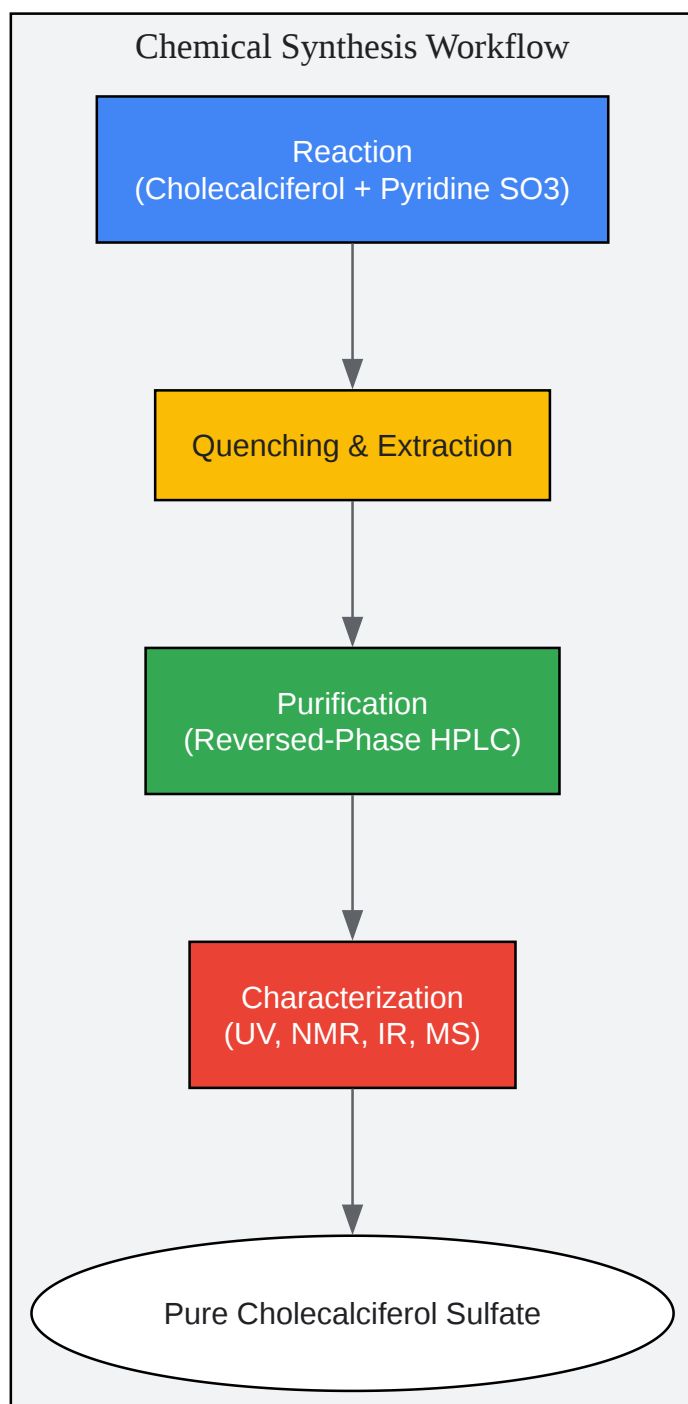 Chemical Synthesis Workflow
Reaction
(Cholecalciferol + Pyridine SO3)
Quenching & Extraction
Purification
(Reversed-Phase HPLC)
Characterization
(UV, NMR, IR, MS)
Pure Cholecalciferol Sulfate